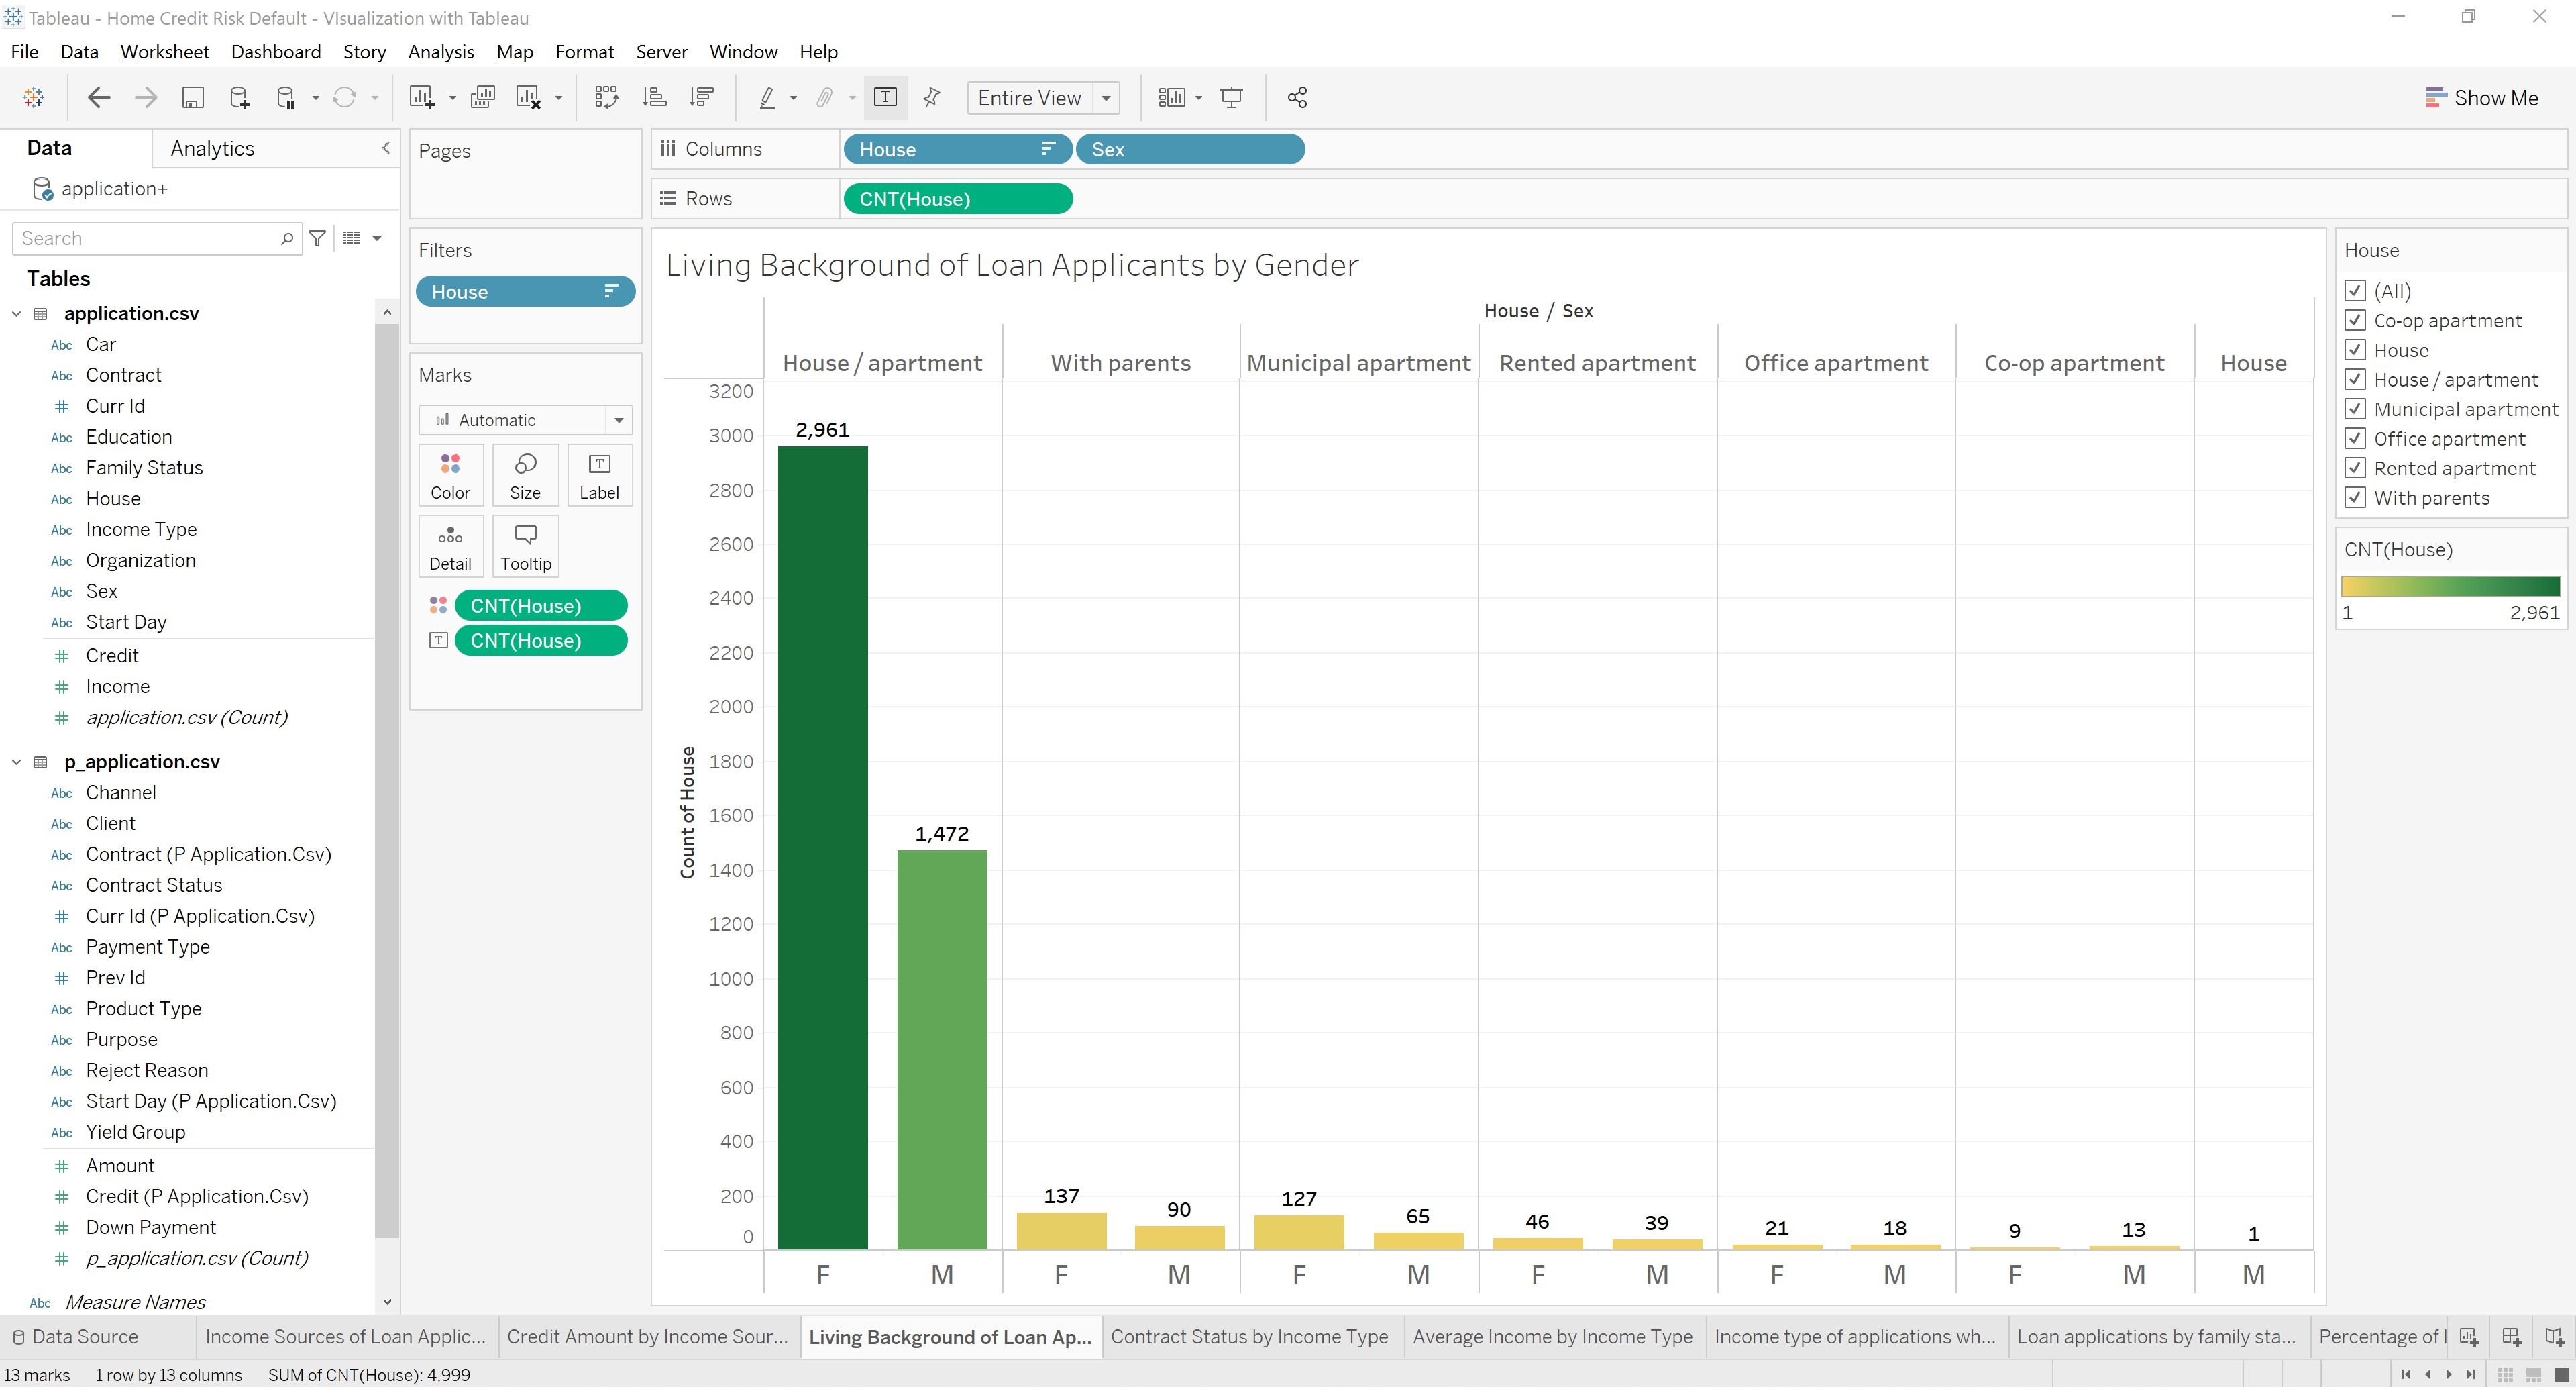 Tableau - Home Credit Risk Default - VIsualization with Tableau
File Data Worksheet Dashboard Story Analysis Map Format Server Window Help
Entire View
Show Me
Data Analytics
application+
Search
Tables
application.csv
Abc Car
Abc Contract
# Curr Id
Abc Education
Abc Family Status
Abc House
Abc Income Type
Abc Organization
Abc Sex
Abc Start Day
# Credit
# Income
# application.csv (Count)
p_application.csv
Abc Channel
Abc Client
Abc Contract (P Application.Csv)
Abc Contract Status
# Curr Id (P Application.Csv)
Abc Payment Type
# Prev Id
Abc Product Type
Abc Purpose
Abc Reject Reason
Abc Start Day (P Application.Csv)
Abc Yield Group
# Amount
# Credit (P Application.Csv)
# Down Payment
# p_application.csv (Count)
Abc Measure Names
Pages
Filters
House
Marks
Automatic
Color Size Label
Detail Tooltip
CNT(House)
T CNT(House)
Columns House Sex
Rows CNT(House)
Living Background of Loan Applicants by Gender
House / Sex
House / apartment With parents Municipal apartment Rented apartment Office apartment Co-op apartment House
Count of House
3200
3000
2800
2600
2400
2200
2000
1800
1600
1400
1200
1000
800
600
400
200
0
2,961 1,472 137 90 127 65 46 39 21 18 9 13 1
F M F M F M F M F M F M M
House
(All)
Co-op apartment
House
House / apartment
Municipal apartment
Office apartment
Rented apartment
With parents
CNT(House)
1 2,961
Data Source Income Sources of Loan Applic... Credit Amount by Income Sour... Living Background of Loan Ap... Contract Status by Income Type Average Income by Income Type Income type of applications wh... Loan applications by family sta... Percentage of
13 marks 1 row by 13 columns SUM of CNT(House): 4,999